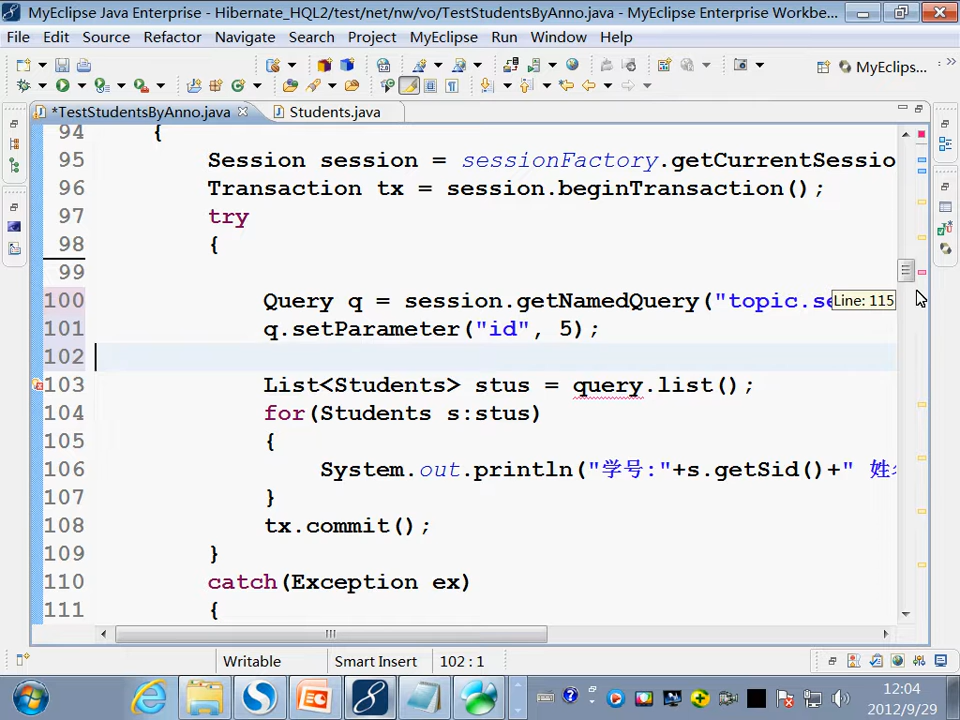 MyEclipse Java Enterprise - Hibernate_HQL2/test/net/nw/vo/TestStudentsByAnno.java - MyEclipse Enterprise Workbe...
File Edit Source Refactor Navigate Search Project MyEclipse Run Window Help
MyEclips...
*TestStudentsByAnno.java Students.java
94 {
95 Session session = sessionFactory.getCurrentSessio
96 Transaction tx = session.beginTransaction();
97 try
98 {
99
100 Query q = session.getNamedQuery("topic.se
Line: 115
101 q.setParameter("id", 5);
102
103 List<Students> stus = query.list();
104 for(Students s:stus)
105 {
106 System.out.println("学号:"+s.getSid()+" 姓
107 }
108 tx.commit();
109 }
110 catch(Exception ex)
111 {
Writable Smart Insert 102 : 1
12:04
2012/9/29